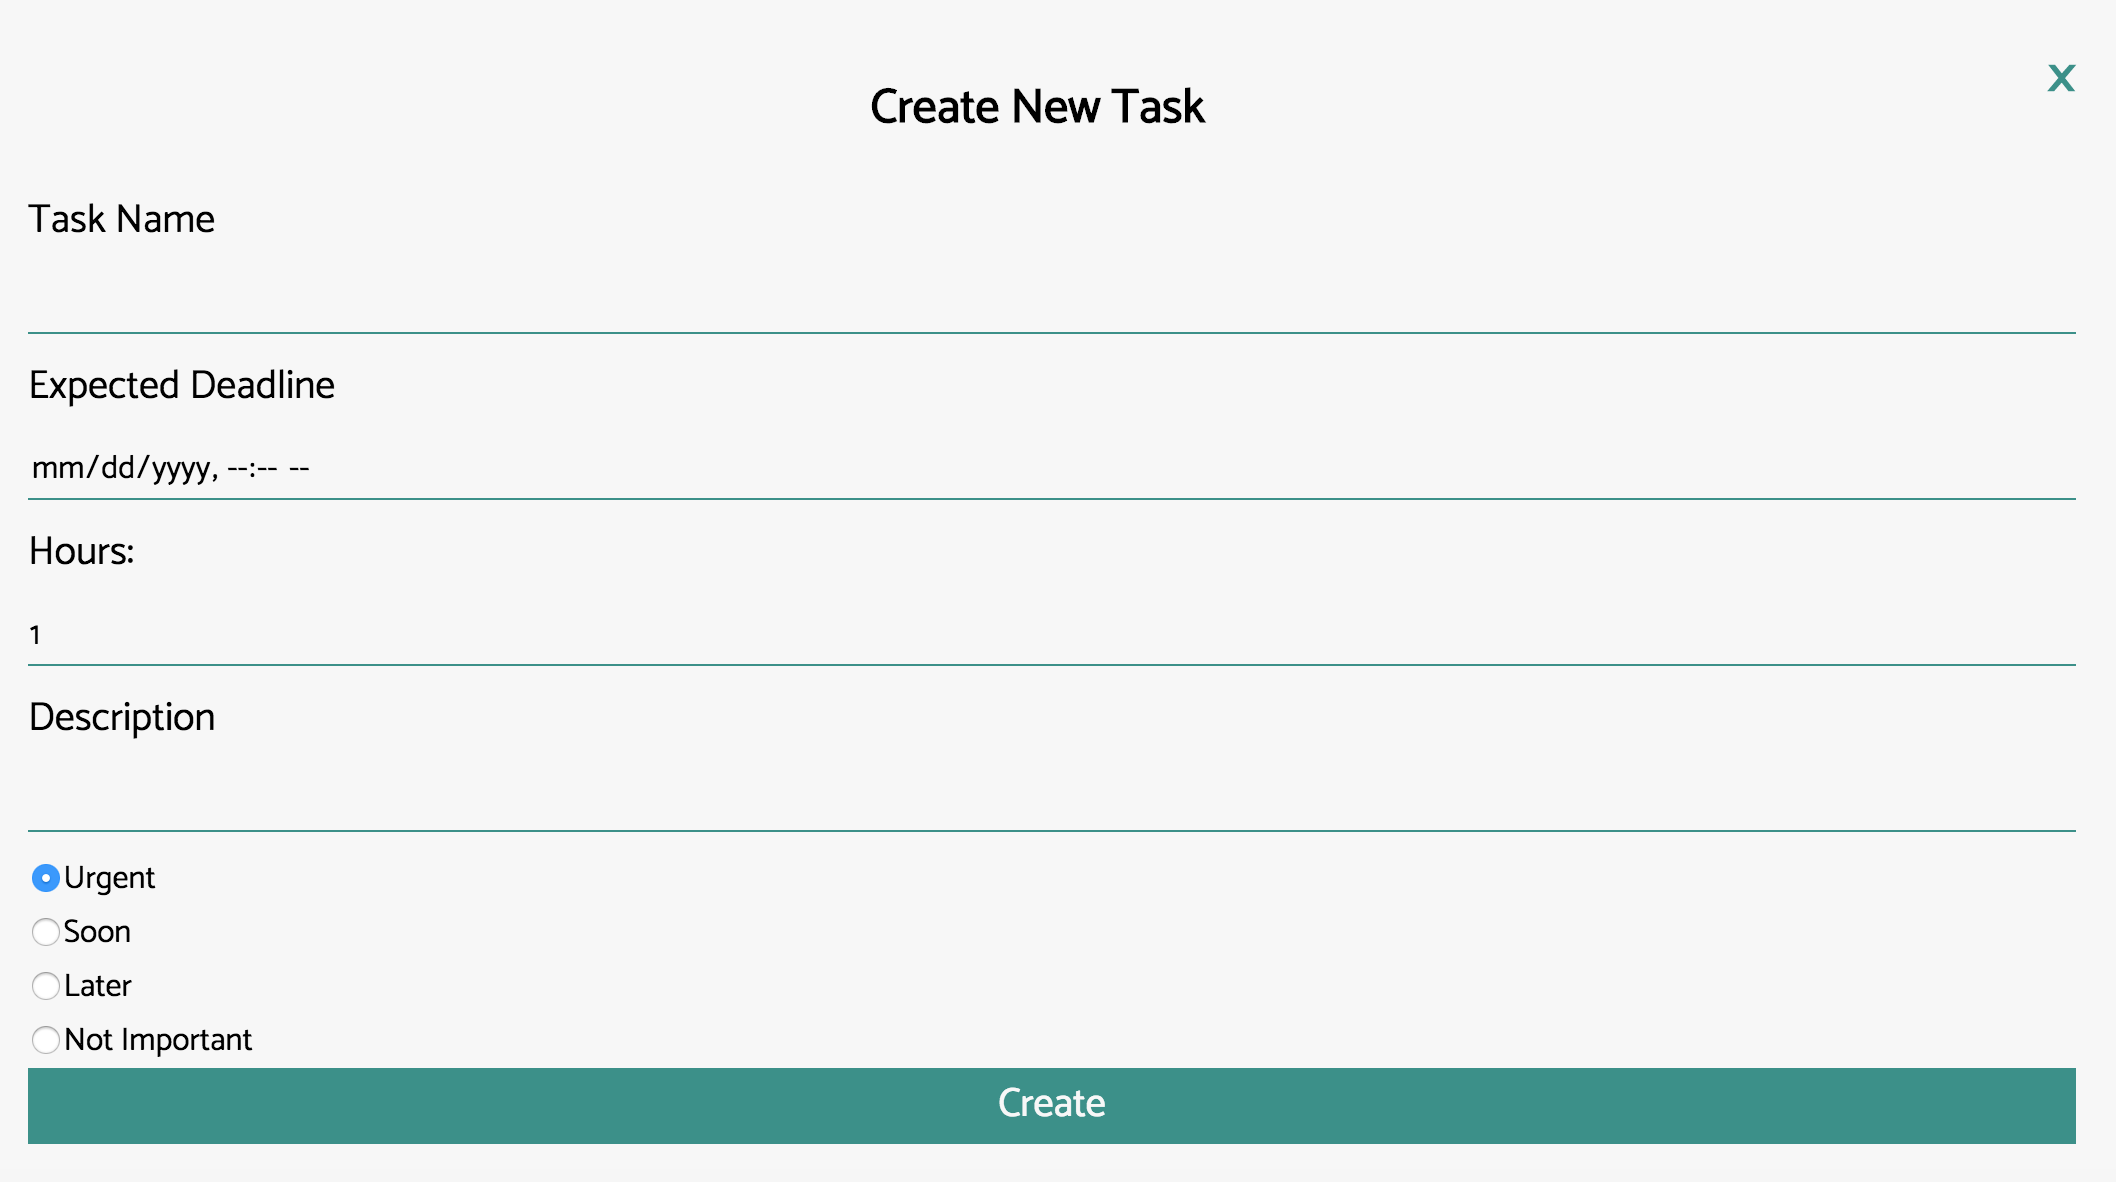 X
Create New Task
Task Name
Expected Deadline
mm/dd/yyyy, --:-- --
Hours:
1
Description
Urgent
Soon
Later
Not Important
Create